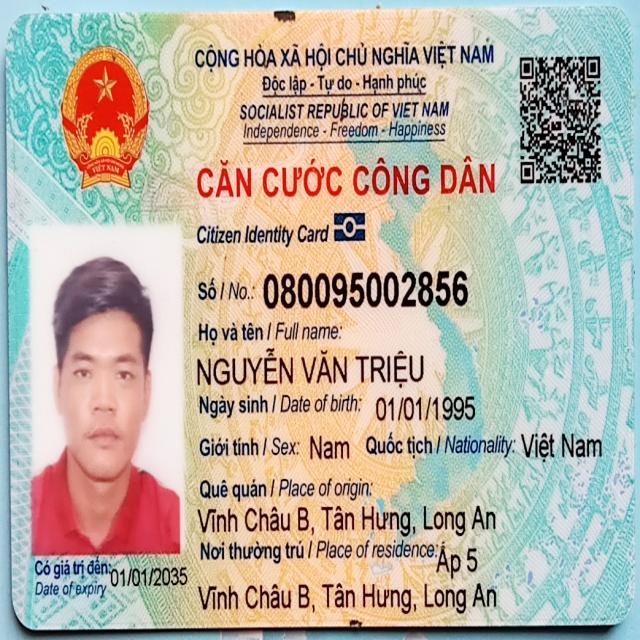 CỘNG HÒA XÃ HỘI CHỦ NGHĨA VIỆT NAM
Độc lập - Tự do - Hạnh phúc
SOCIALIST REPUBLIC OF VIET NAM
Independence - Freedom - Happiness
VIỆT NAM
CĂN CƯỚC CÔNG DÂN
Citizen Identity Card
Số / No.: 080095002856
Họ và tên / Full name:
NGUYỄN VĂN TRIỆU
Ngày sinh / Date of birth: 01/01/1995
Giới tính / Sex: Nam Quốc tịch / Nationality: Việt Nam
Quê quán / Place of origin:
Vĩnh Châu B, Tân Hưng, Long An
Nơi thường trú / Place of residence: Ấp 5
Vĩnh Châu B, Tân Hưng, Long An
Có giá trị đến: 01/01/2035
Date of expiry